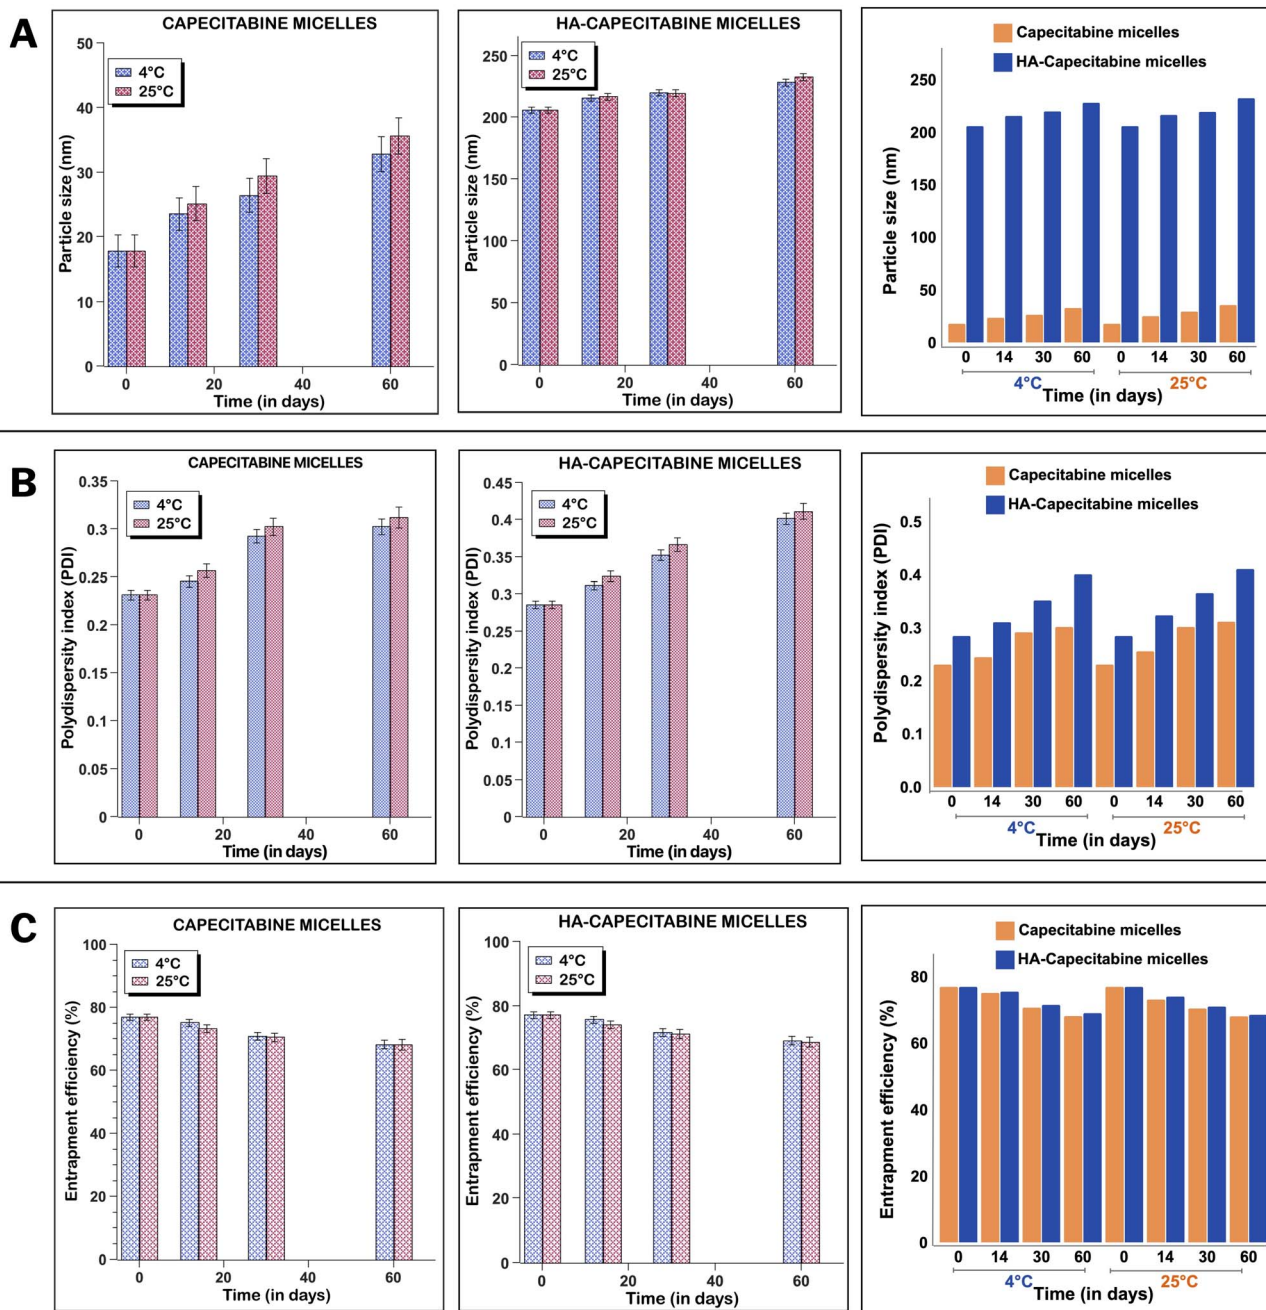 A
CAPECITABINE MICELLES
50
40
30
20
10
0
4°C
25°C
Particle size (nm)
0 20 40 60
Time (in days)
HA-CAPECITABINE MICELLES
250
200
150
100
50
0
4°C
25°C
Particle size (nm)
0 20 40 60
Time (in days)
Capecitabine micelles
HA-Capecitabine micelles
250
200
150
100
50
0
Particle size (nm)
0 14 30 60 0 14 30 60
4°C 25°C
Time (in days)
B
CAPECITABINE MICELLES
0.35
0.3
0.25
0.2
0.15
0.1
0.05
0
4°C
25°C
Polydispersity index (PDI)
0 20 40 60
Time (in days)
HA-CAPECITABINE MICELLES
0.45
0.4
0.35
0.3
0.25
0.2
0.15
0.1
0.05
0
4°C
25°C
Polydispersity index (PDI)
0 20 40 60
Time (in days)
Capecitabine micelles
HA-Capecitabine micelles
0.5
0.4
0.3
0.2
0.1
0.0
Polydispersity index (PDI)
0 14 30 60 0 14 30 60
4°C 25°C
Time (in days)
C
CAPECITABINE MICELLES
100
80
60
40
20
0
4°C
25°C
Entrapment efficiency (%)
0 20 40 60
Time (in days)
HA-CAPECITABINE MICELLES
100
80
60
40
20
0
4°C
25°C
Entrapment efficiency (%)
0 20 40 60
Time (in days)
Capecitabine micelles
HA-Capecitabine micelles
80
60
40
20
0
Entrapment efficiency (%)
0 14 30 60 0 14 30 60
4°C 25°C
Time (in days)